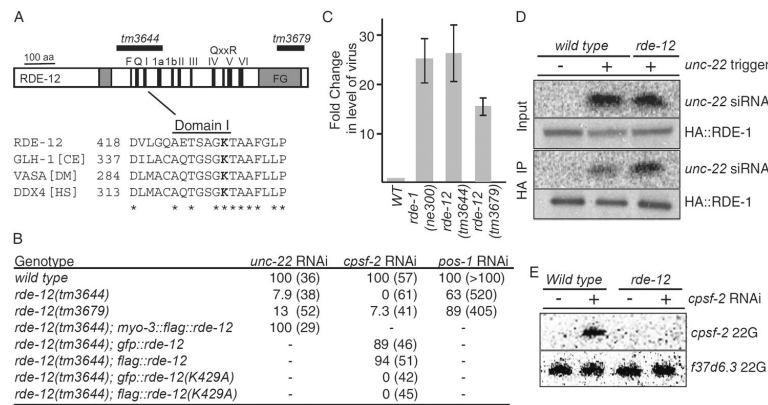 A
tm3644
tm3679
QxxR
100 aa
F Q I 1a 1b II III IV V VI
RDE-12
FG
Domain I
RDE-12 418 DVLGQAETSAGKTAAFGLP
GLH-1 [CE] 337 DILACAQTGSGKTAAFLLP
VASA [DM] 284 DLMACAQTGSGKTAAFLLP
DDX4 [HS] 313 DLMACAQTGSGKTAAFLLP
* * * ****** **
B
Genotype unc-22 RNAi cpsf-2 RNAi pos-1 RNAi
wild type 100 (36) 100 (57) 100 (>100)
rde-12(tm3644) 7.9 (38) 0 (61) 63 (520)
rde-12(tm3679) 13 (52) 7.3 (41) 89 (405)
rde-12(tm3644); myo-3::flag::rde-12 100 (29) - -
rde-12(tm3644); gfp::rde-12 - 89 (46) -
rde-12(tm3644); flag::rde-12 - 94 (51) -
rde-12(tm3644); gfp::rde-12(K429A) - 0 (42) -
rde-12(tm3644); flag::rde-12(K429A) - 0 (45) -
C
Fold Change
in level of virus
30
20
10
WT
rde-1
(ne300)
rde-12
(tm3644)
rde-12
(tm3679)
D
wild type rde-12
- + + unc-22 trigger
Input
unc-22 siRNA
HA::RDE-1
HA IP
unc-22 siRNA
HA::RDE-1
E
Wild type rde-12
- + - + cpsf-2 RNAi
cpsf-2 22G
f37d6.3 22G